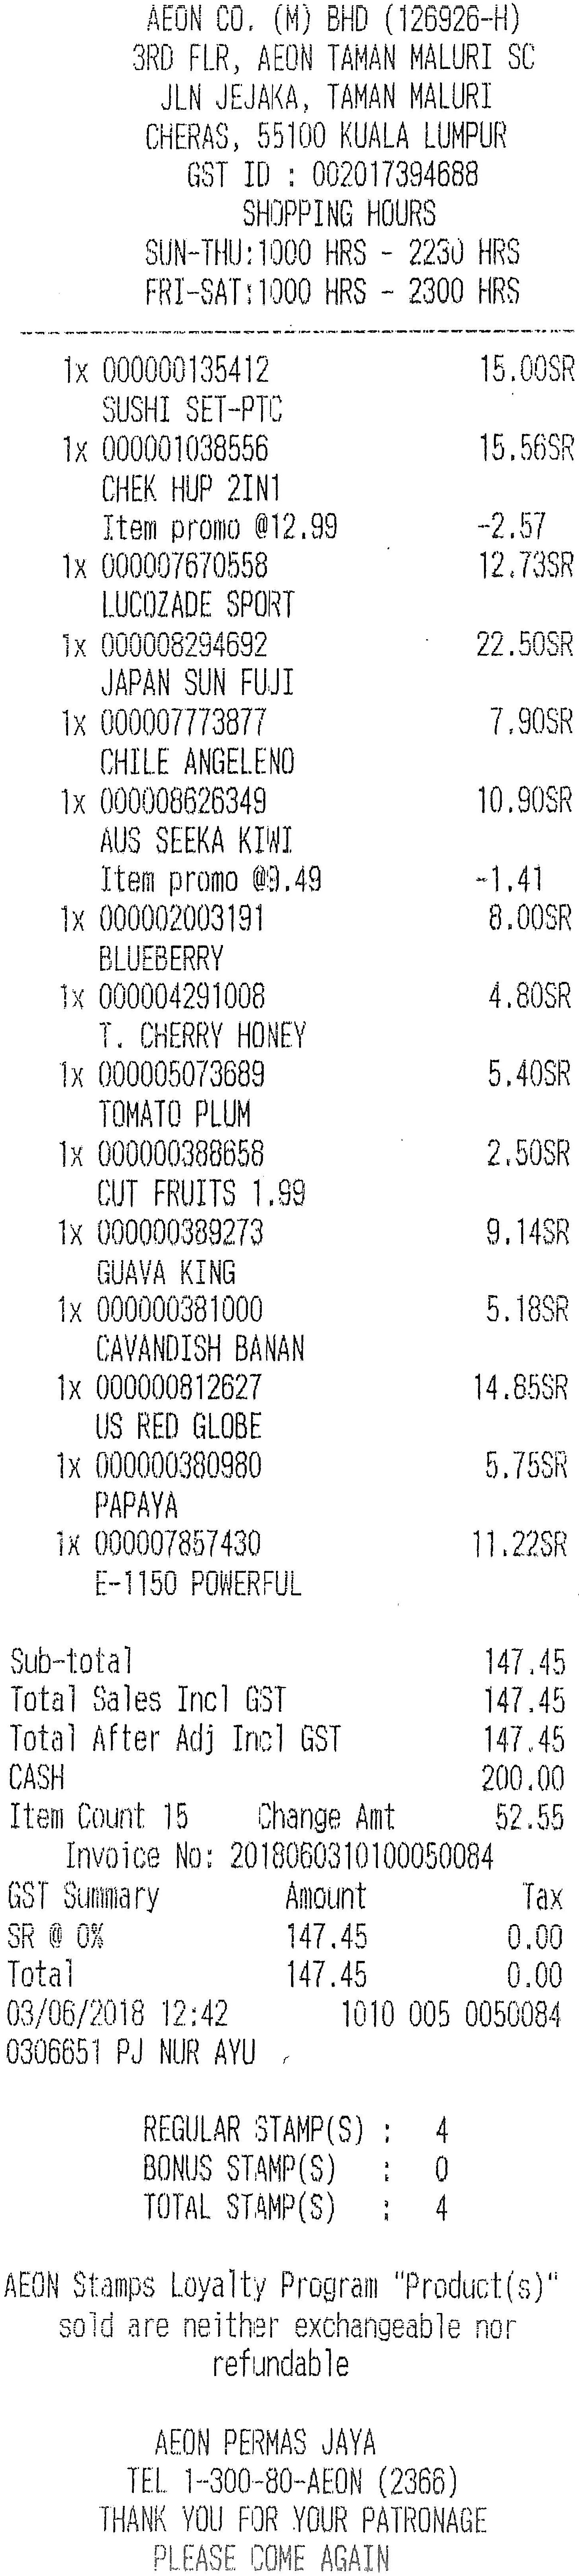 AEON CO. (M) BHD (126926-H)
3RD FLR, AEON TAMAN MALURI SC
JLN JEJAKA, TAMAN MALURI
CHERAS, 55100 KUALA LUMPUR
GST ID : 002017394688
SHOPPING HOURS
SUN-THU:1000 HRS - 2230 HRS
FRI-SAT:1000 HRS - 2300 HRS
1x 000000135412 15.00SR
SUSHI SET-PTC
1x 000001038556 15.56SR
CHEK HUP 2IN1
Item promo @12.99 -2.57
1x 000007670558 12.73SR
LUCOZADE SPORT
1x 000008294692 22.50SR
JAPAN SUN FUJI
1x 000007773877 7.90SR
CHILE ANGELENO
1x 000008626349 10.90SR
AUS SEEKA KIWI
Item promo @9.49 -1.41
1x 000002003191 8.00SR
BLUEBERRY
1x 000004291008 4.80SR
T. CHERRY HONEY
1x 000005073689 5.40SR
TOMATO PLUM
1x 000000388658 2.50SR
CUT FRUITS 1.99
1x 000000389273 9.14SR
GUAVA KING
1x 000000381000 5.18SR
CAVANDISH BANAN
1x 000000812627 14.85SR
US RED GLOBE
1x 000000380980 5.75SR
PAPAYA
1x 000007857430 11.22SR
E-1150 POWERFUL
Sub-total 147.45
Total Sales Incl GST 147.45
Total After Adj Incl GST 147.45
CASH 200.00
Item Count 15 Change Amt 52.55
Invoice No: 2018060310100050084
GST Summary Amount Tax
SR @ 0% 147.45 0.00
Total 147.45 0.00
03/06/2018 12:42 1010 005 0050084
0306651 PJ NUR AYU
REGULAR STAMP(S) : 4
BONUS STAMP(S) : 0
TOTAL STAMP(S) : 4
AEON Stamps Loyalty Program "Product(s)"
sold are neither exchangeable nor
refundable
AEON PERMAS JAYA
TEL 1-300-80-AEON (2366)
THANK YOU FOR YOUR PATRONAGE
PLEASE COME AGAIN